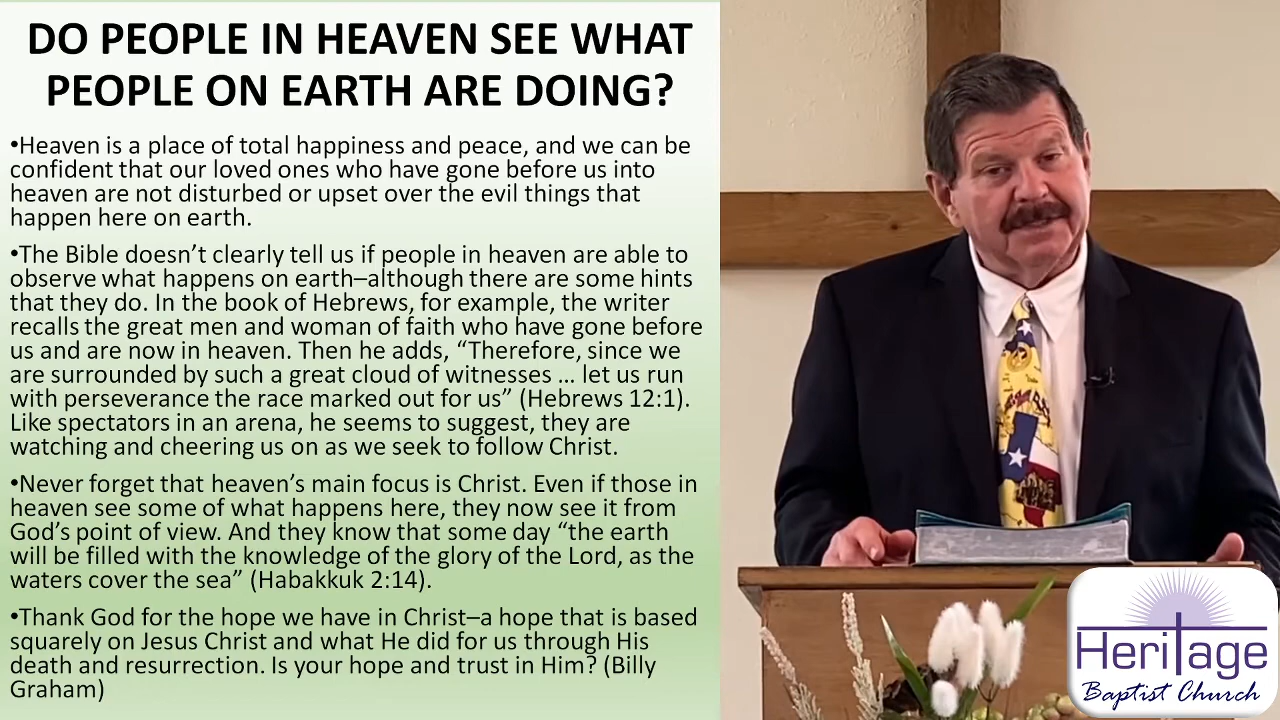 DO PEOPLE IN HEAVEN SEE WHAT
PEOPLE ON EARTH ARE DOING?
•Heaven is a place of total happiness and peace, and we can be
confident that our loved ones who have gone before us into
heaven are not disturbed or upset over the evil things that
happen here on earth.
•The Bible doesn’t clearly tell us if people in heaven are able to
observe what happens on earth–although there are some hints
that they do. In the book of Hebrews, for example, the writer
recalls the great men and woman of faith who have gone before
us and are now in heaven. Then he adds, “Therefore, since we
are surrounded by such a great cloud of witnesses … let us run
with perseverance the race marked out for us” (Hebrews 12:1).
Like spectators in an arena, he seems to suggest, they are
watching and cheering us on as we seek to follow Christ.
•Never forget that heaven’s main focus is Christ. Even if those in
heaven see some of what happens here, they now see it from
God’s point of view. And they know that some day “the earth
will be filled with the knowledge of the glory of the Lord, as the
waters cover the sea” (Habakkuk 2:14).
•Thank God for the hope we have in Christ–a hope that is based
squarely on Jesus Christ and what He did for us through His
death and resurrection. Is your hope and trust in Him? (Billy
Graham)
Heritage
Baptist Church